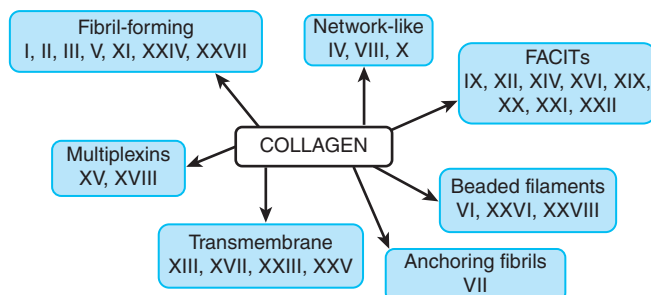 Fibril-forming
I, II, III, V, XI, XXIV, XXVII
Network-like
IV, VIII, X
FACITs
IX, XII, XIV, XVI, XIX,
XX, XXI, XXII
COLLAGEN
Multiplexins
XV, XVIII
Beaded filaments
VI, XXVI, XXVIII
Transmembrane
XIII, XVII, XXIII, XXV
Anchoring fibrils
VII